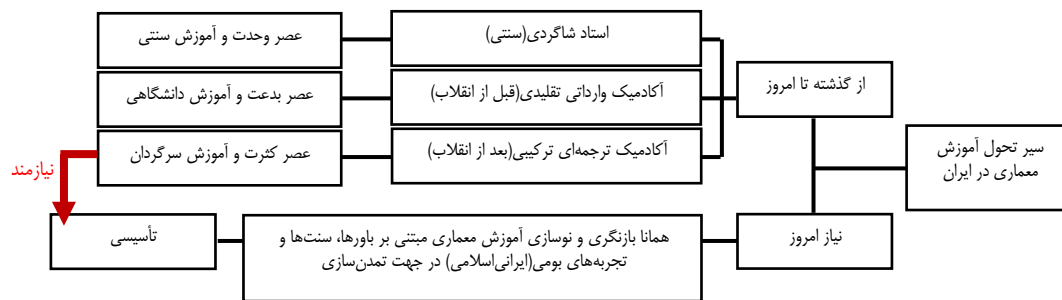 سیر تحول آموزش
معماری در ایران
از گذشته تا امروز
استاد شاگردی(سنتی)
عصر وحدت و آموزش سنتی
آکادمیک وارداتی تقلیدی(قبل از انقلاب)
عصر بدعت و آموزش دانشگاهی
آکادمیک ترجمه‌ای ترکیبی(بعد از انقلاب)
عصر کثرت و آموزش سرگردان
نیازمند
نیاز امروز
همانا بازنگری و نوسازی آموزش معماری مبتنی بر باورها، سنت‌ها و
تجربه‌های بومی(ایرانی‌اسلامی) در جهت تمدن‌سازی
تأسیسی